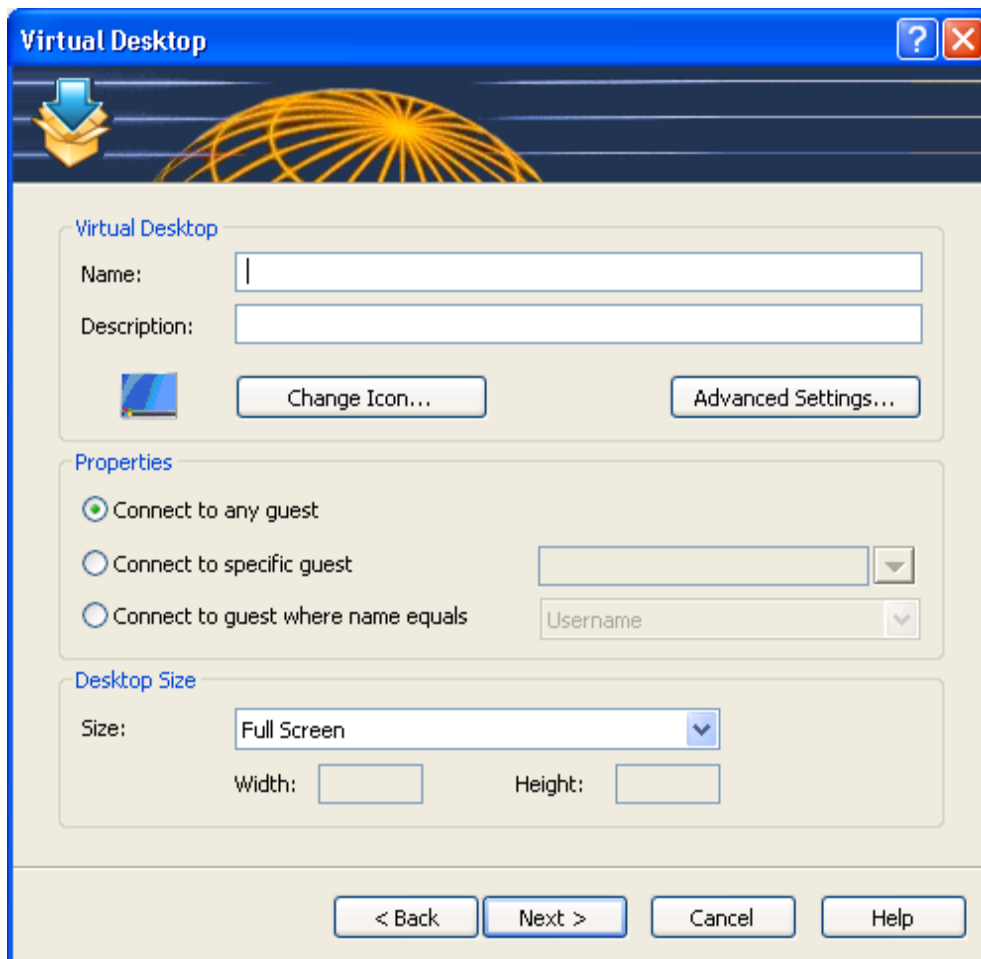 Virtual Desktop
?
Virtual Desktop
Name:
Description:
Change Icon...
Advanced Settings...
Properties
Connect to any guest
Connect to specific guest
Connect to guest where name equals
Username
Desktop Size
Size:
Full Screen
Width:
Height:
< Back
Next >
Cancel
Help